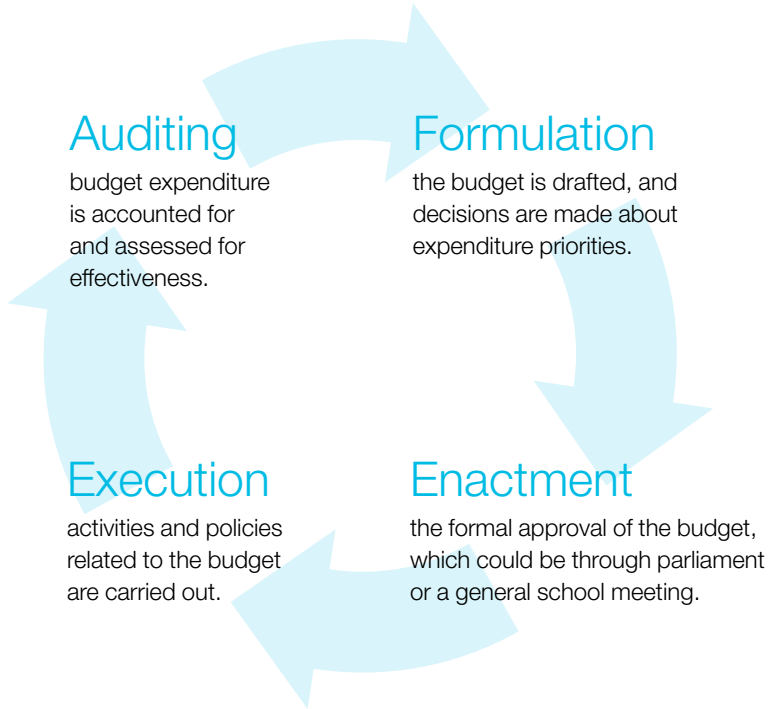 Auditing
budget expenditure
is accounted for
and assessed for
effectiveness.
Formulation
the budget is drafted, and
decisions are made about
expenditure priorities.
Execution
activities and policies
related to the budget
are carried out.
Enactment
the formal approval of the budget,
which could be through parliament
or a general school meeting.